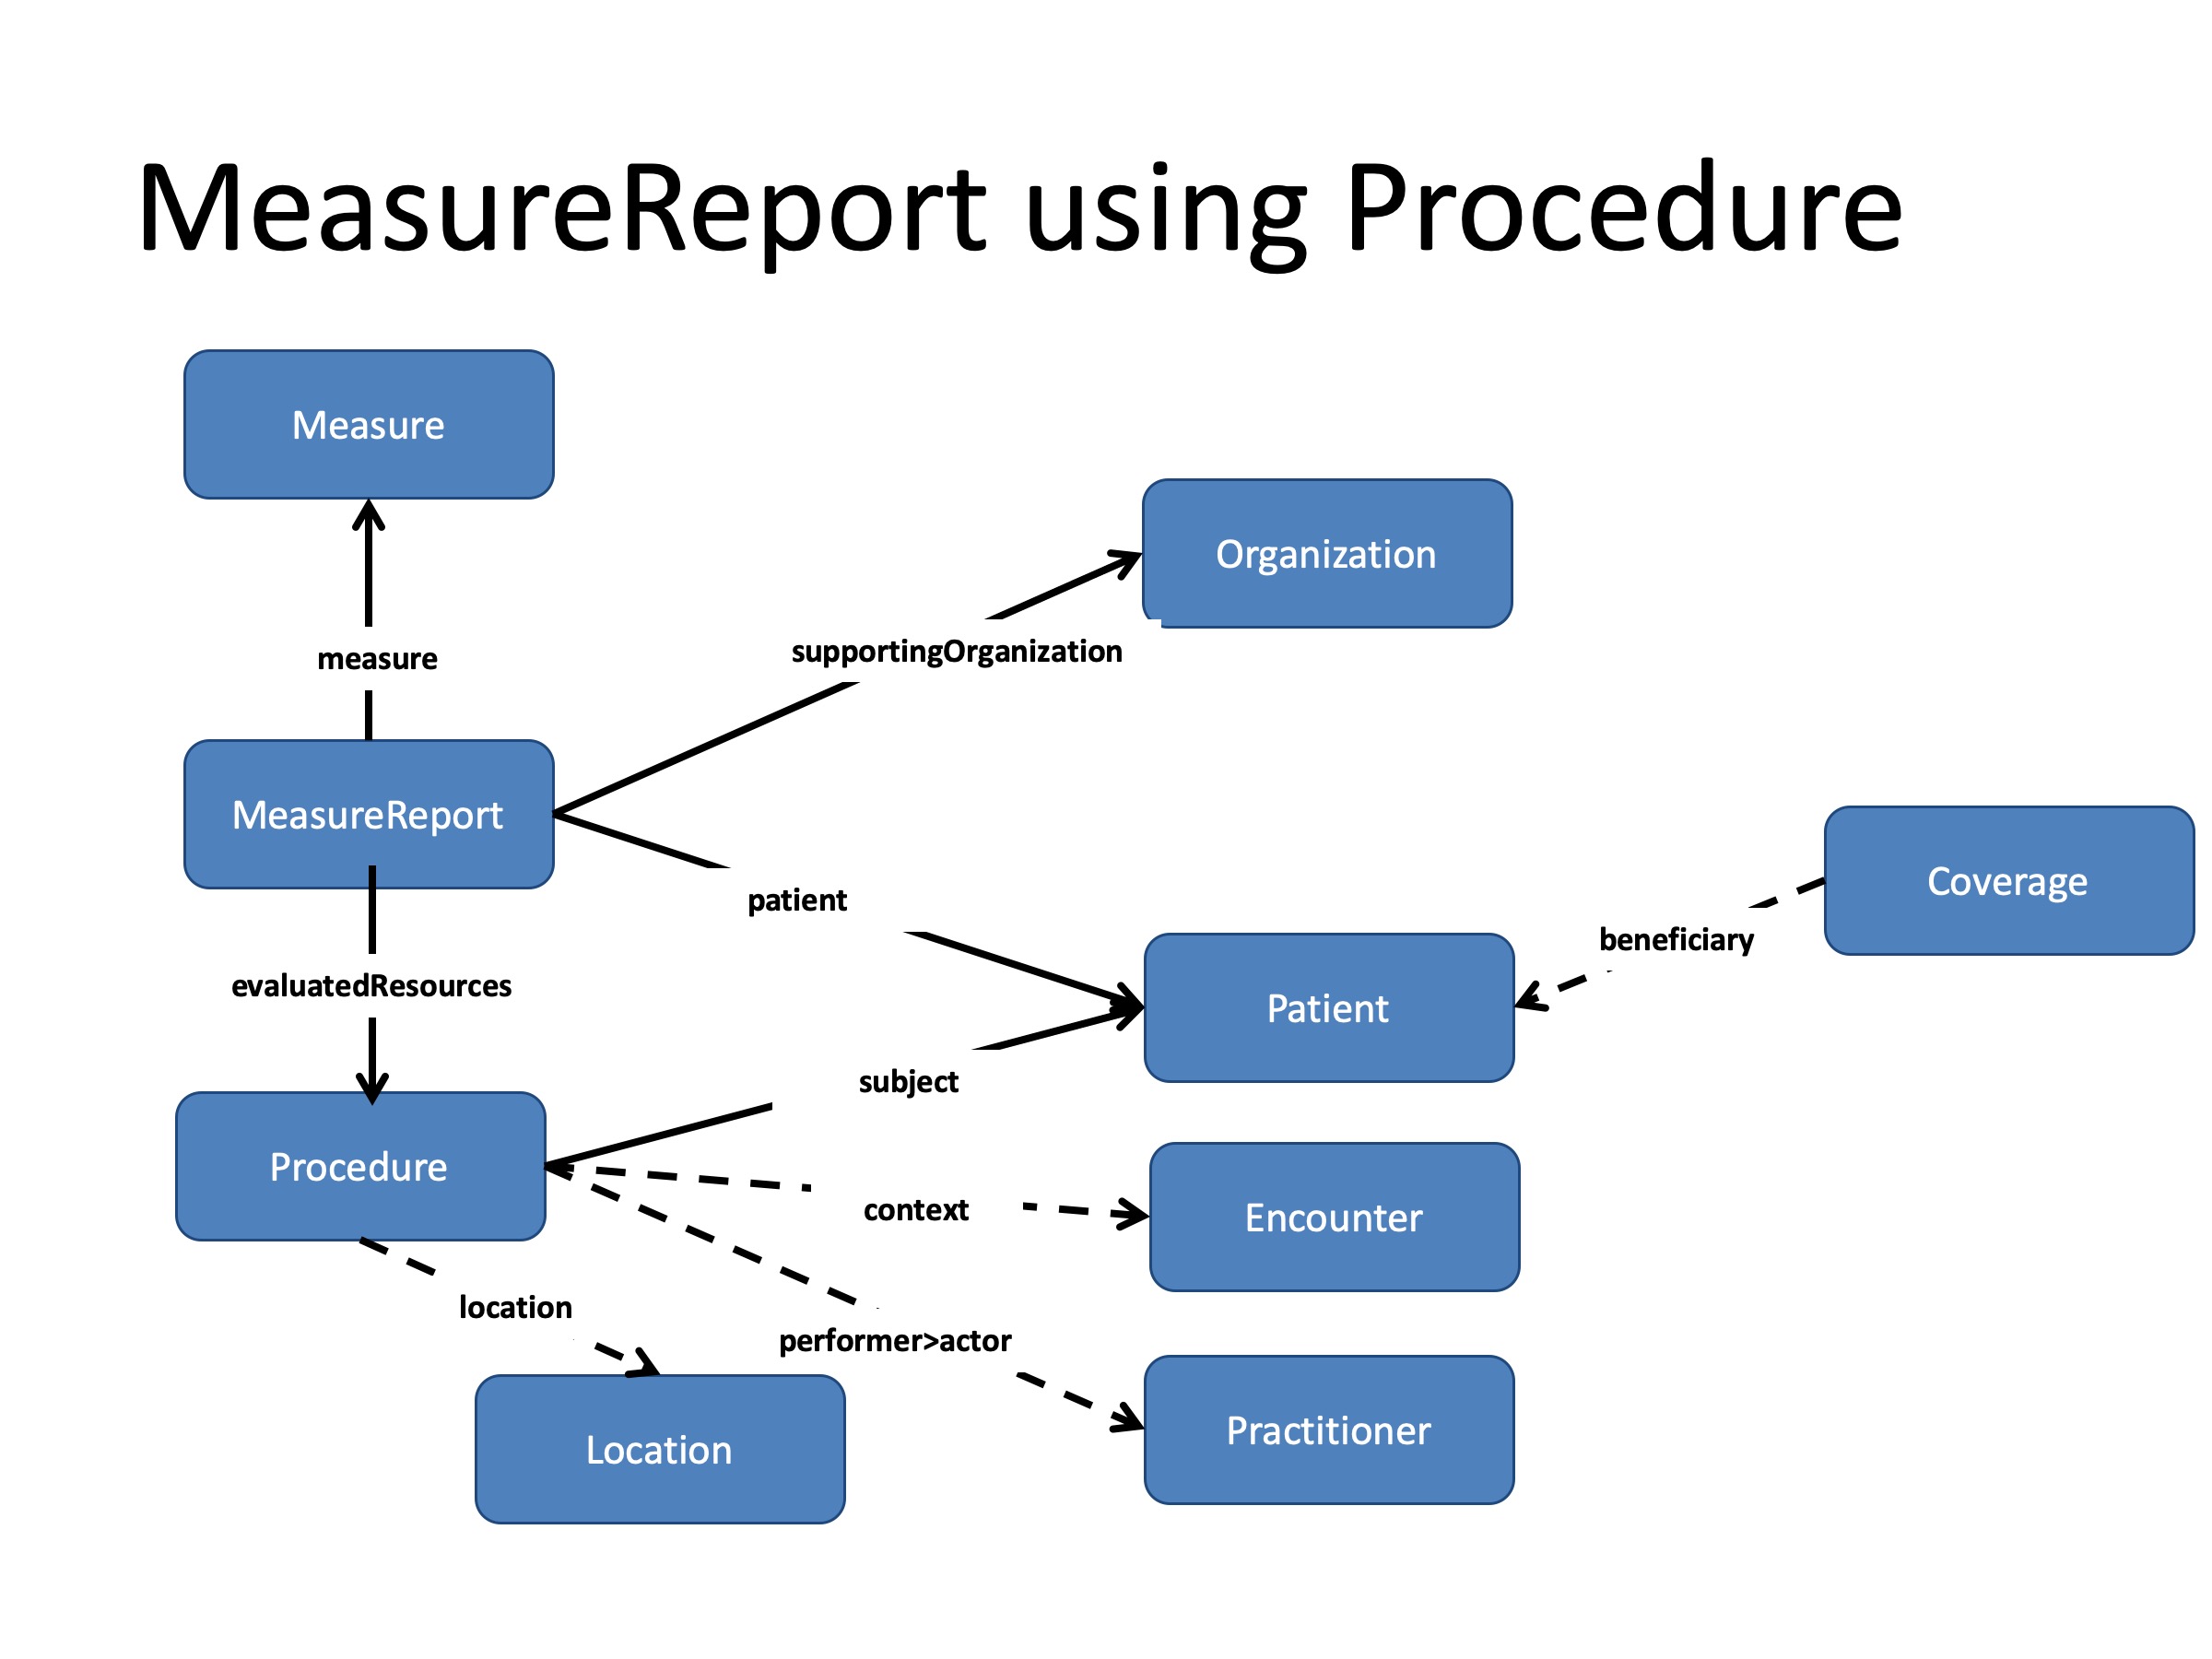 MeasureReport using Procedure
Measure
Organization
supportingOrganization
measure
MeasureReport
Coverage
patient
beneficiary
evaluatedResources
Patient
subject
Procedure
context
Encounter
location
performer>actor
Practitioner
Location